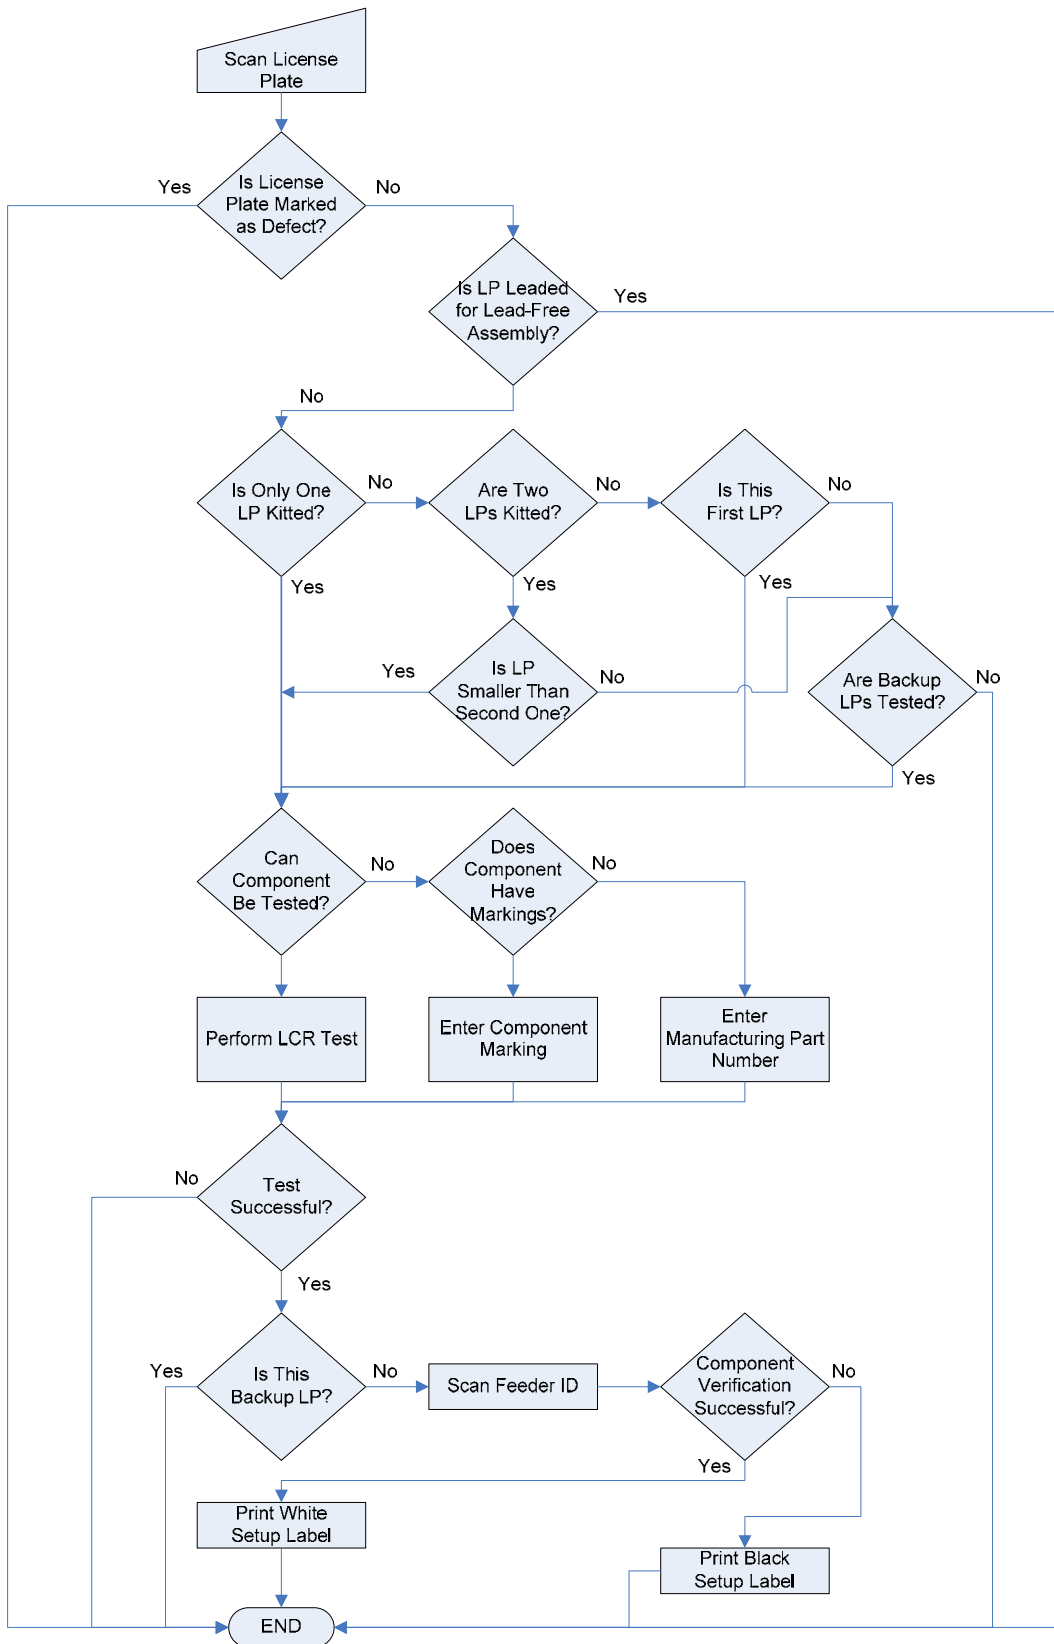 Scan License
Plate
Yes
Is License
Plate Marked
as Defect?
No
Is LP Leaded
for Lead-Free
Assembly?
Yes
No
Is Only One
LP Kitted?
No
Are Two
LPs Kitted?
No
Is This
First LP?
No
Yes
Yes
Yes
Yes
Is LP
Smaller Than
Second One?
No
Are Backup
LPs Tested?
No
Yes
Can
Component
Be Tested?
No
Does
Component
Have
Markings?
No
Perform LCR Test
Enter Component
Marking
Enter
Manufacturing Part
Number
No
Test
Successful?
Yes
Yes
Is This
Backup LP?
No
Scan Feeder ID
Component
Verification
Successful?
No
Yes
Print White
Setup Label
Print Black
Setup Label
END